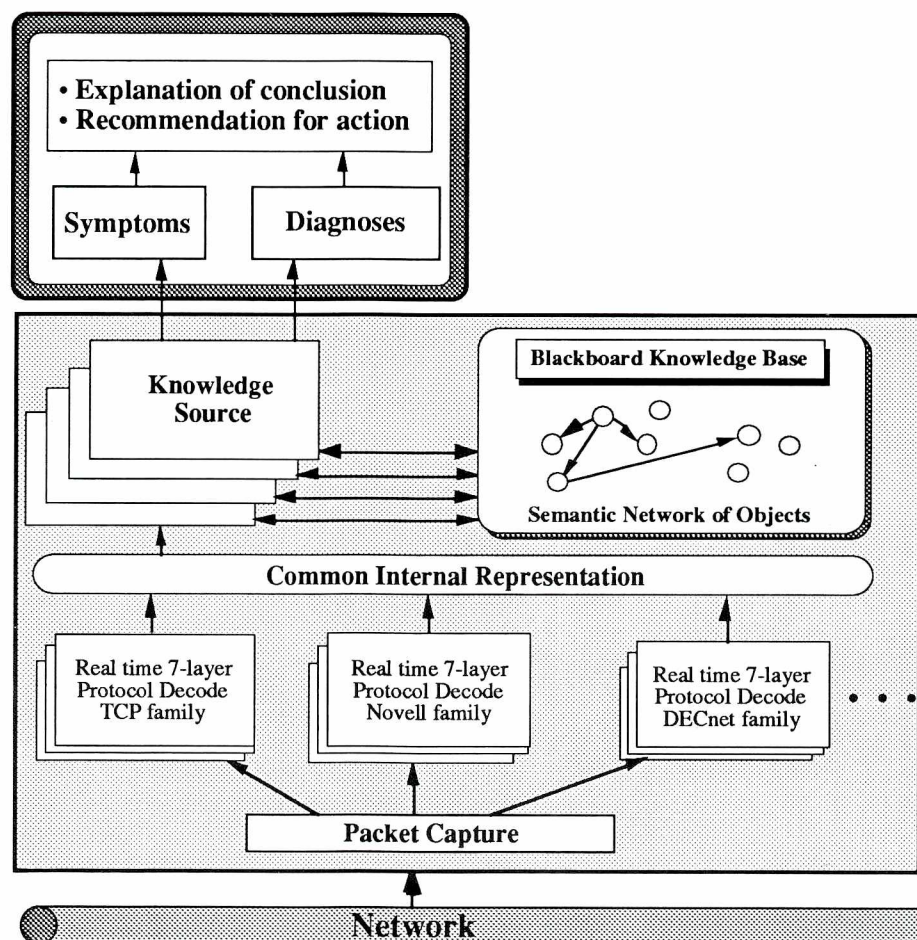 • Explanation of conclusion
• Recommendation for action
Symptoms
Diagnoses
Knowledge
Source
Blackboard Knowledge Base
Semantic Network of Objects
Common Internal Representation
Real time 7-layer
Protocol Decode
TCP family
Real time 7-layer
Protocol Decode
Novell family
Real time 7-layer
Protocol Decode
DECnet family
• • •
Packet Capture
Network